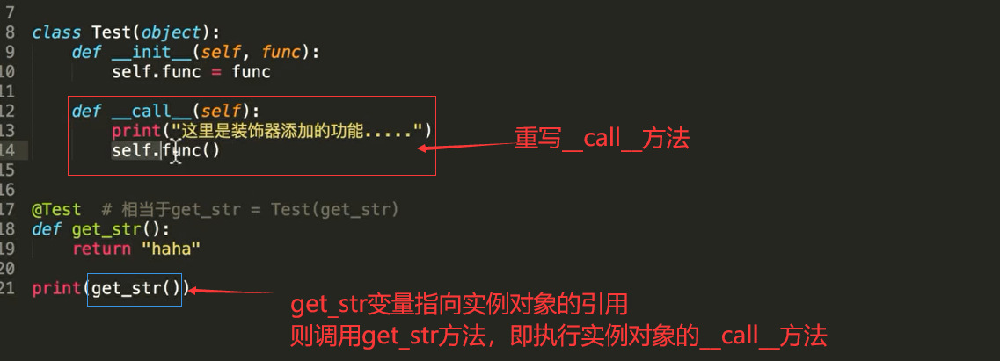 7
8 class Test(object):
9 def __init__(self, func):
10 self.func = func
11
12 def __call__(self):
13 print("这里是装饰器添加的功能.....")
14 self.func()
15
16
17 @Test # 相当于get_str = Test(get_str)
18 def get_str():
19 return "haha"
20
21 print(get_str())
重写__call__方法
get_str变量指向实例对象的引用
则调用get_str方法，即执行实例对象的__call__方法